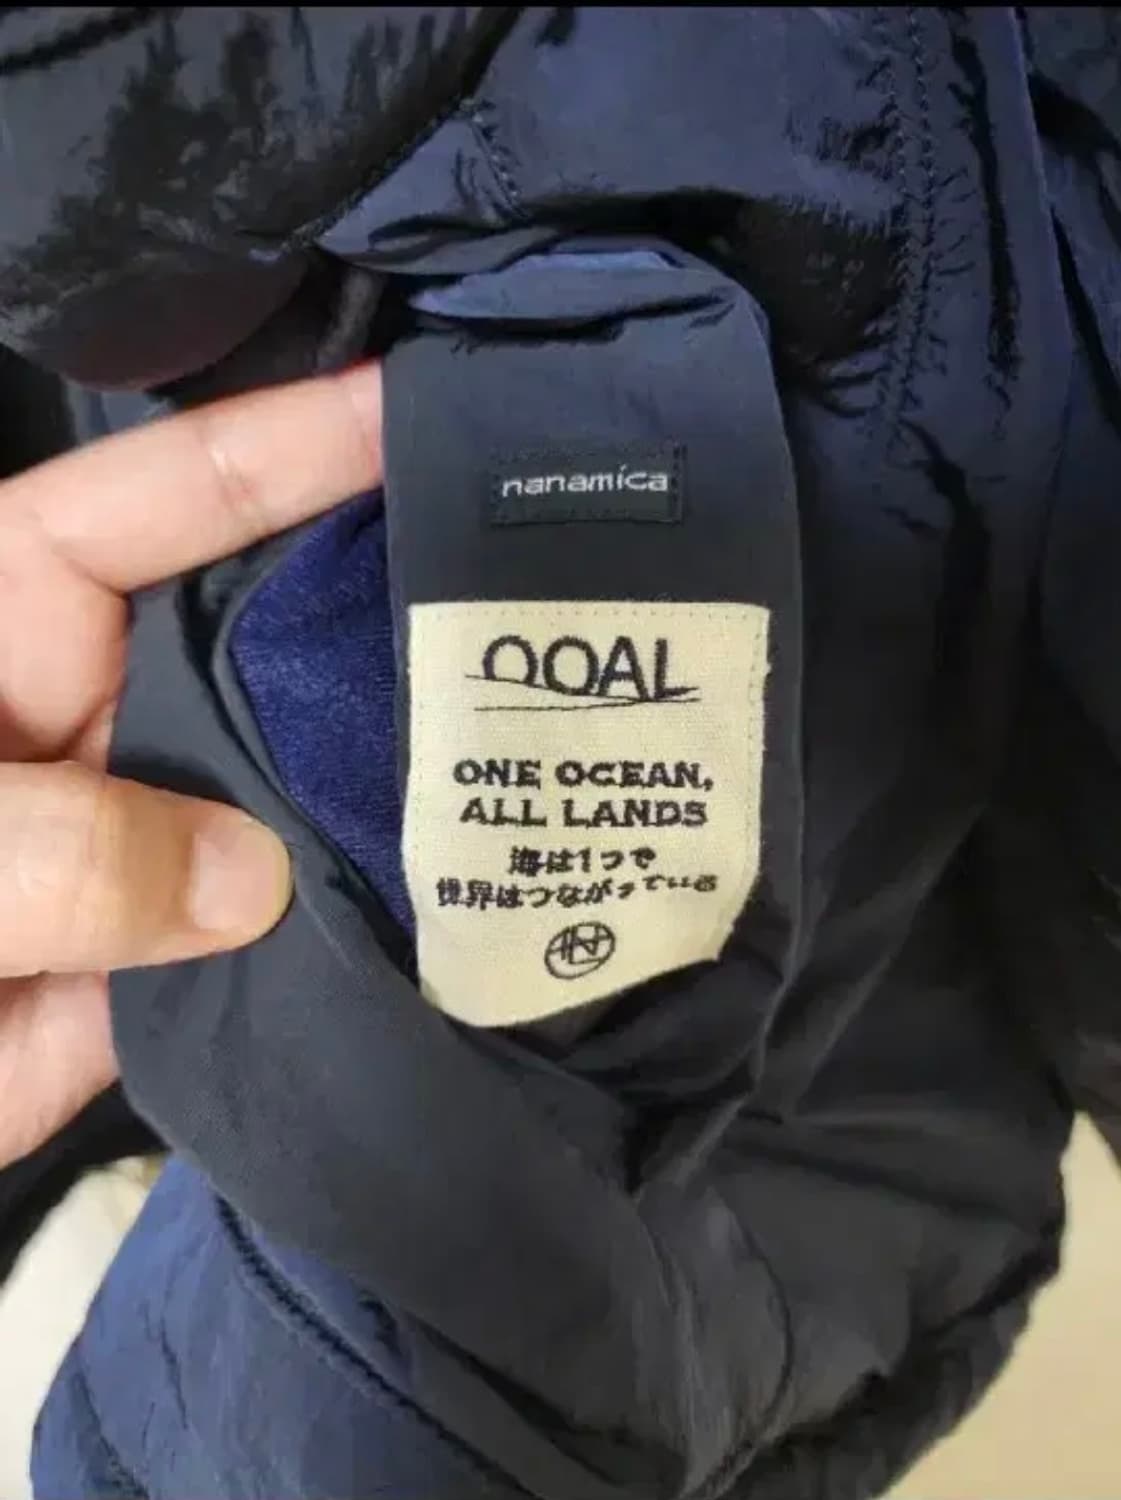 nanamica
OOAL
ONE OCEAN,
ALL LANDS
海は1つで
世界はつながっている